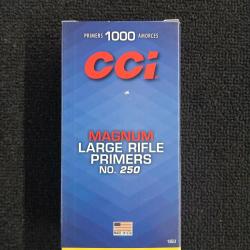 PRIMERS 1000 AMORCES
CCI
MAGNUM
LARGE RIFLE
PRIMERS
NO. 250